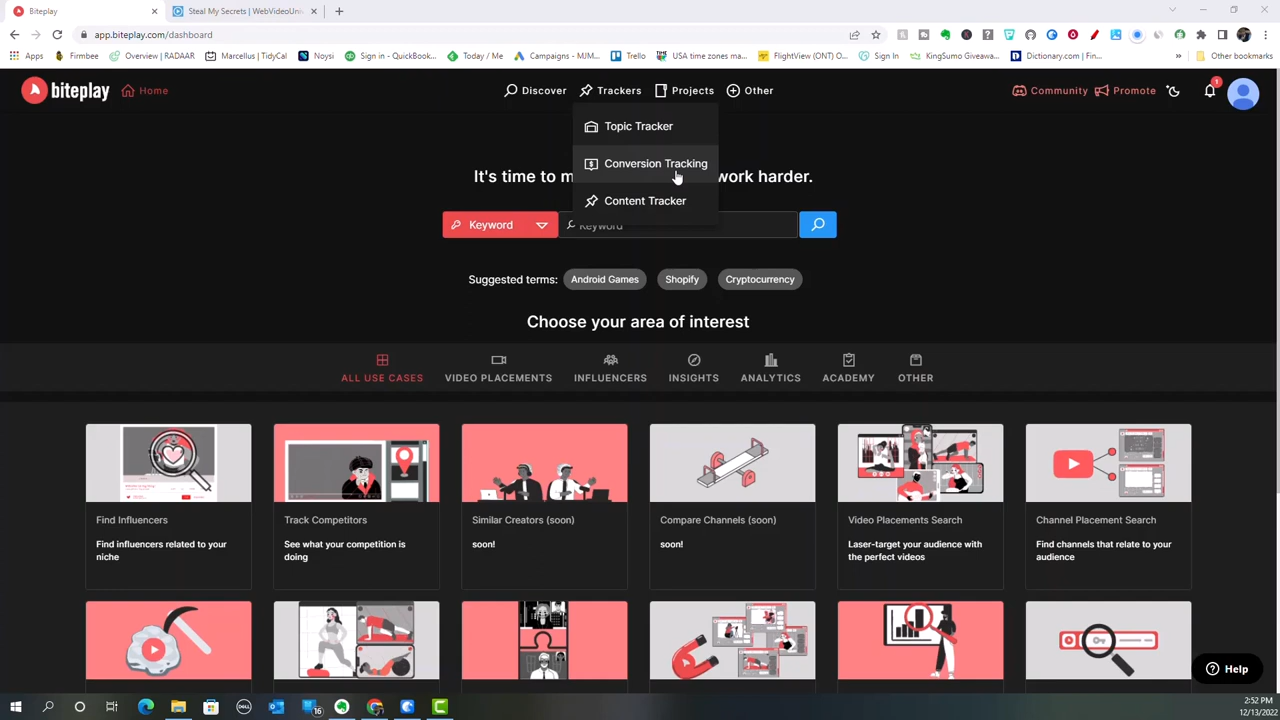 Biteplay
Steal My Secrets | WebVideoUni
app.biteplay.com/dashboard
Apps
Firmbee
Overview | RADAAR
Marcellus | TidyCal
Noysi
Sign in - QuickBook...
Today / Me
Campaigns - MJM...
Trello
USA time zones ma...
FlightView (ONT) O...
Sign In
KingSumo Giveawa...
Dictionary.com | Fin...
»
Other bookmarks
biteplay
Home
Discover
Trackers
Projects
Other
Community
Promote
1
Topic Tracker
Conversion Tracking
Content Tracker
It's time to m
work harder.
Keyword
Keyword
Suggested terms:
Android Games
Shopify
Cryptocurrency
Choose your area of interest
ALL USE CASES
VIDEO PLACEMENTS
INFLUENCERS
INSIGHTS
ANALYTICS
ACADEMY
OTHER
Find Influencers
Find influencers related to your
niche
Track Competitors
See what your competition is
doing
Similar Creators (soon)
soon!
Compare Channels (soon)
soon!
Video Placements Search
Laser-target your audience with
the perfect videos
Channel Placement Search
Find channels that relate to your
audience
Help
DELL
16
2:52 PM
12/13/2022